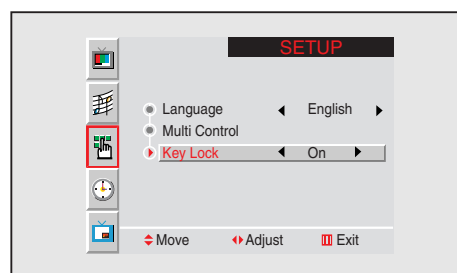 SETUP
Language English
Multi Control
Key Lock On
Move Adjust Exit